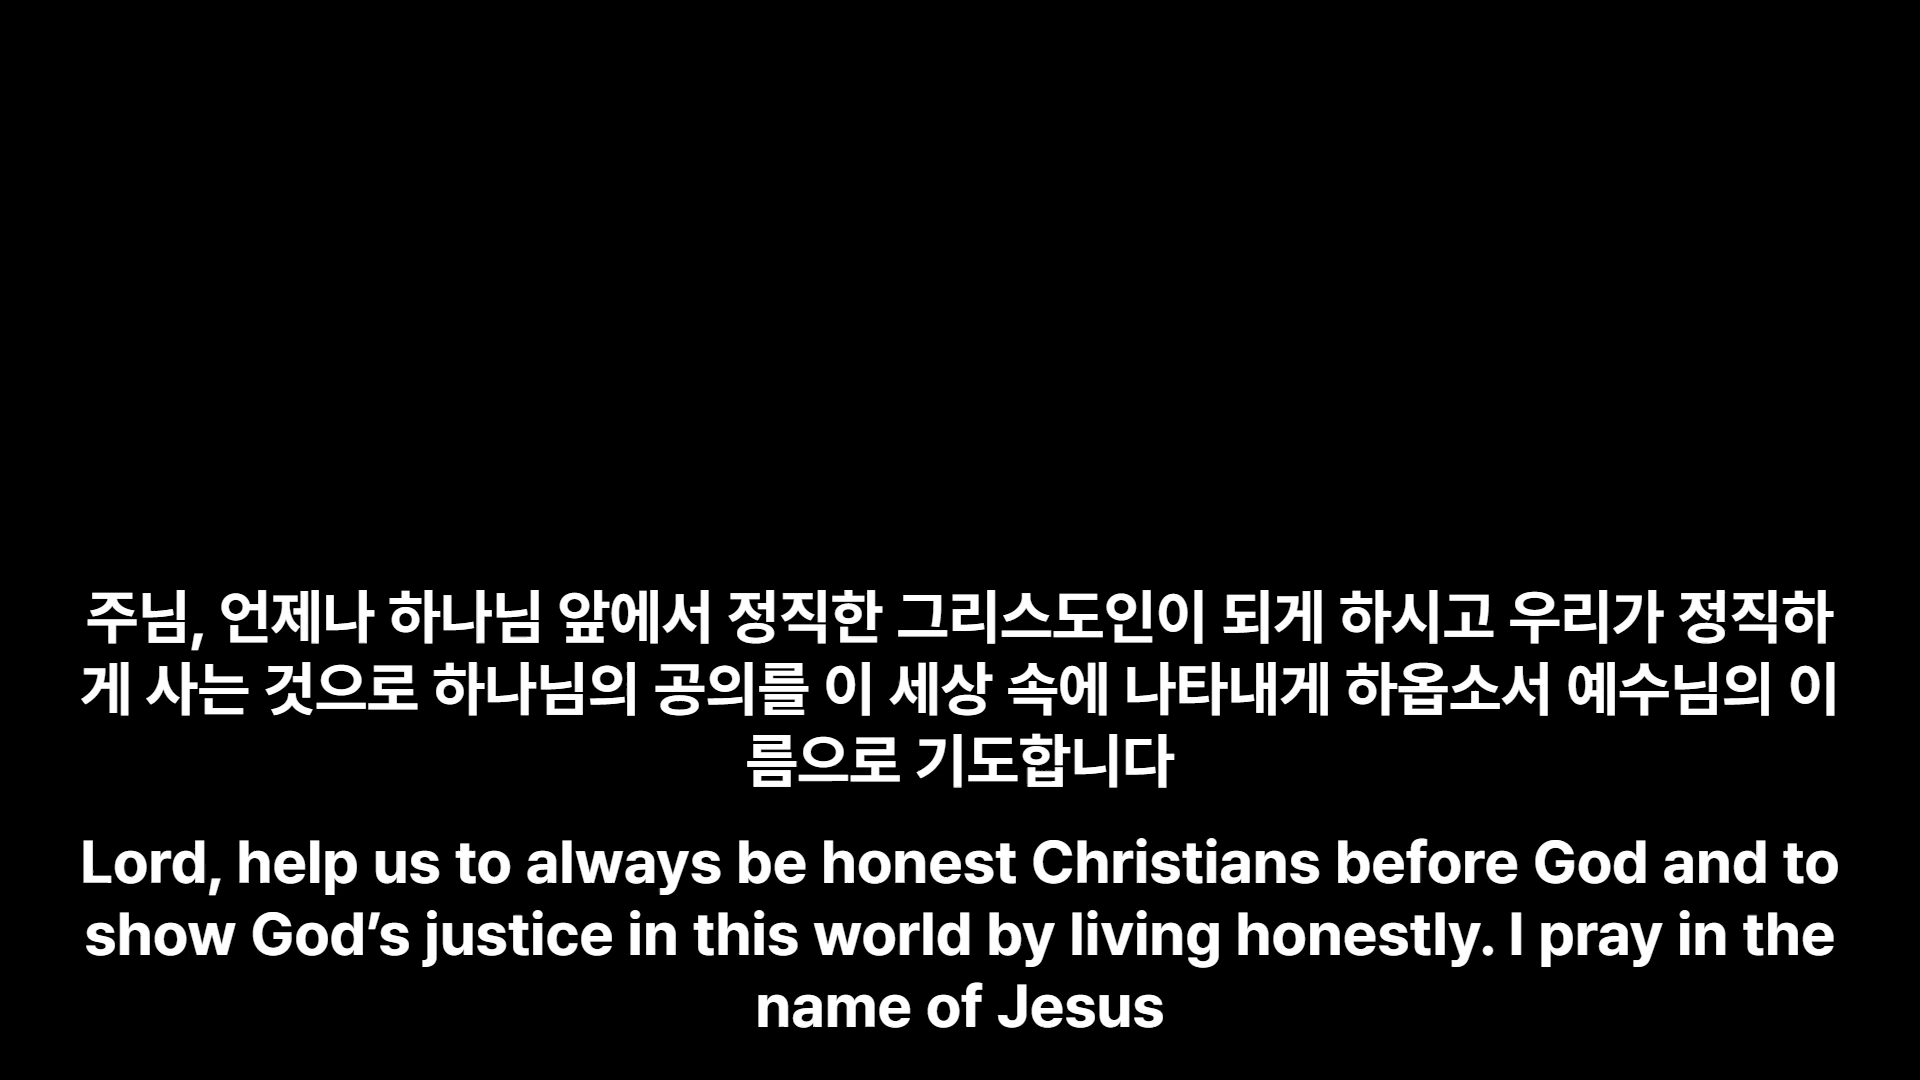 주님, 언제나 하나님 앞에서 정직한 그리스도인이 되게 하시고 우리가 정직하
게 사는 것으로 하나님의 공의를 이 세상 속에 나타내게 하옵소서 예수님의 이
름으로 기도합니다
Lord, help us to always be honest Christians before God and to
show God’s justice in this world by living honestly. I pray in the
name of Jesus